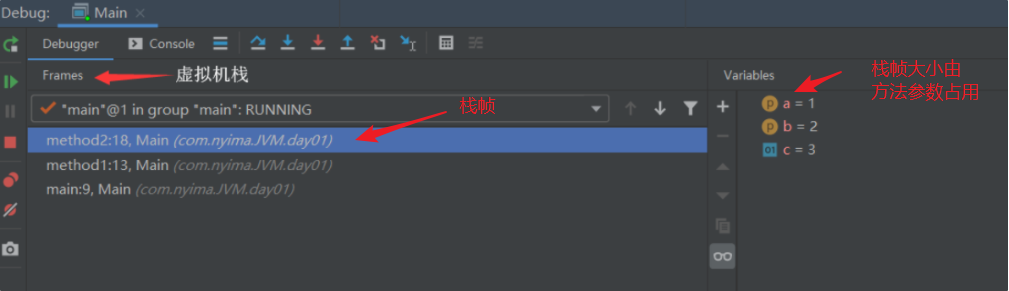 Debug: Main
Debugger Console
Frames 虚拟机栈 Variables
"main"@1 in group "main": RUNNING
栈帧
栈帧大小由
方法参数占用
method2:18, Main (com.nyima.JVM.day01)
method1:13, Main (com.nyima.JVM.day01)
main:9, Main (com.nyima.JVM.day01)
p a = 1
p b = 2
01 c = 3